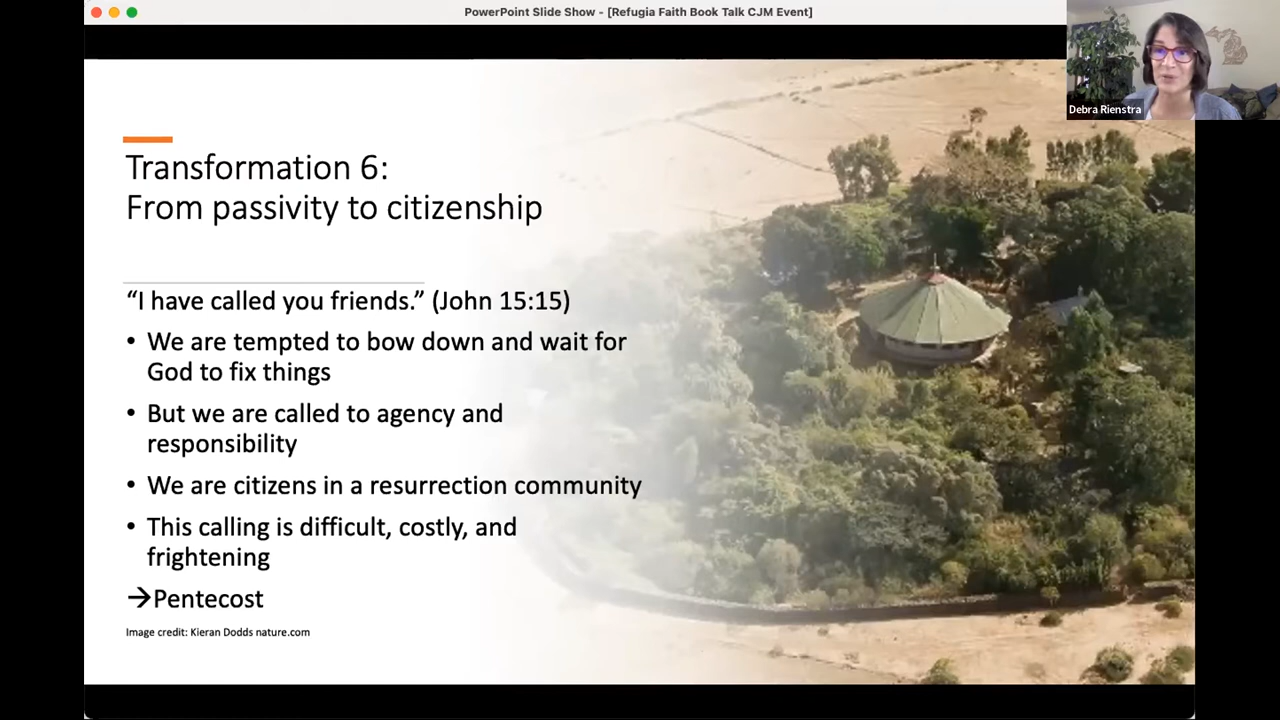 PowerPoint Slide Show - [Refugia Faith Book Talk CJM Event]
Debra Rienstra
Transformation 6:
From passivity to citizenship
“I have called you friends.” (John 15:15)
• We are tempted to bow down and wait for
God to fix things
• But we are called to agency and
responsibility
• We are citizens in a resurrection community
• This calling is difficult, costly, and
frightening
→Pentecost
Image credit: Kieran Dodds nature.com